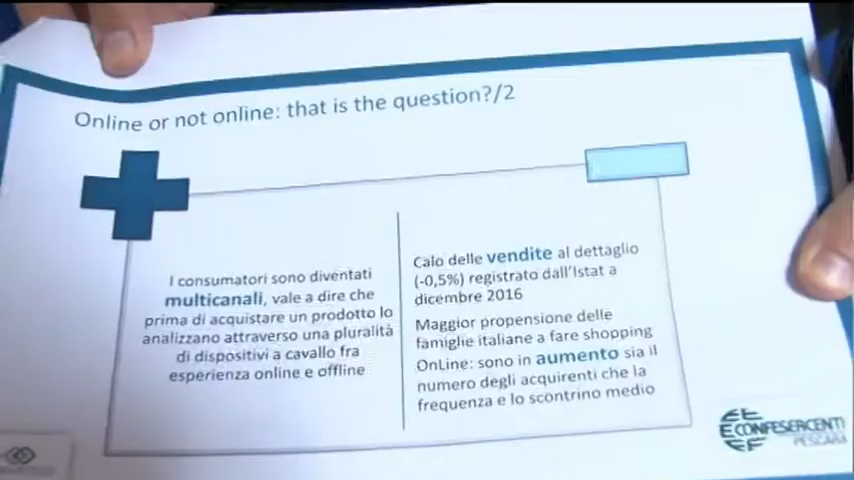 Online or not online: that is the question?/2
I consumatori sono diventati
multicanali, vale a dire che
prima di acquistare un prodotto lo
analizzano attraverso una pluralità
di dispositivi a cavallo fra
esperienza online e offline
Calo delle vendite al dettaglio
(-0,5%) registrato dall'Istat a
dicembre 2016
Maggior propensione delle
famiglie italiane a fare shopping
OnLine: sono in aumento sia il
numero degli acquirenti che la
frequenza e lo scontrino medio
CONFESERCENTI
PESCARA